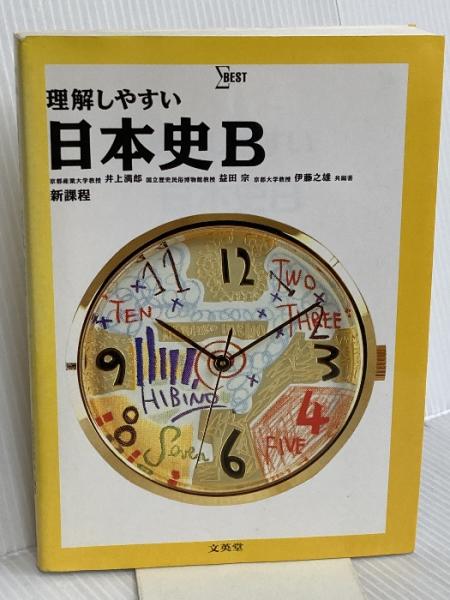 ΣBEST
理解しやすい
日本史B
京都産業大学教授 井上満郎 国立歴史民俗博物館教授 益田 宗 京都大学教授 伊藤之雄 共編著
新課程
11 12 TWO
TEN THREE 2
9 3
HIBINO
8 4
Seven 6 FIVE
文英堂